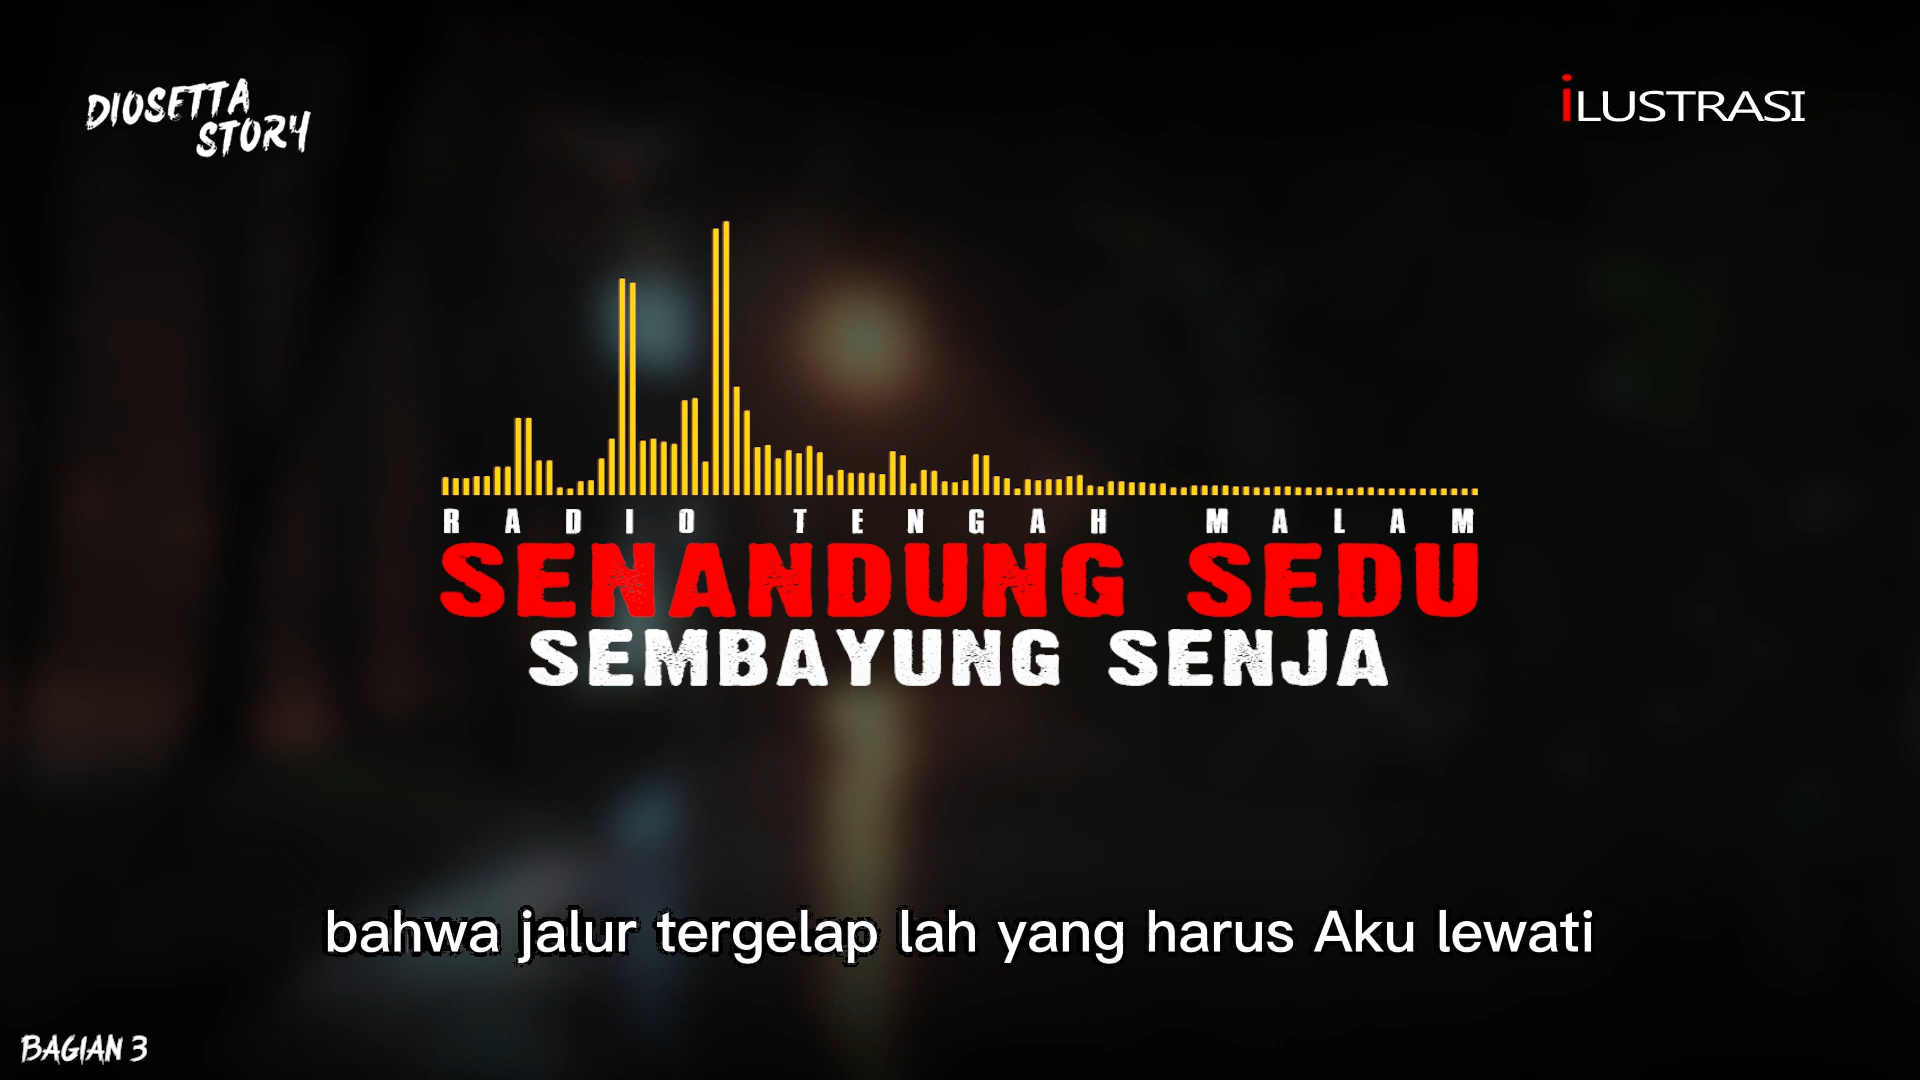 DIOSETTA
STORY
iLUSTRASI
RADIO TENGAH MALAM
SENANDUNG SEDU
SEMBAYUNG SENJA
bahwa jalur tergelap lah yang harus Aku lewati
BAGIAN 3